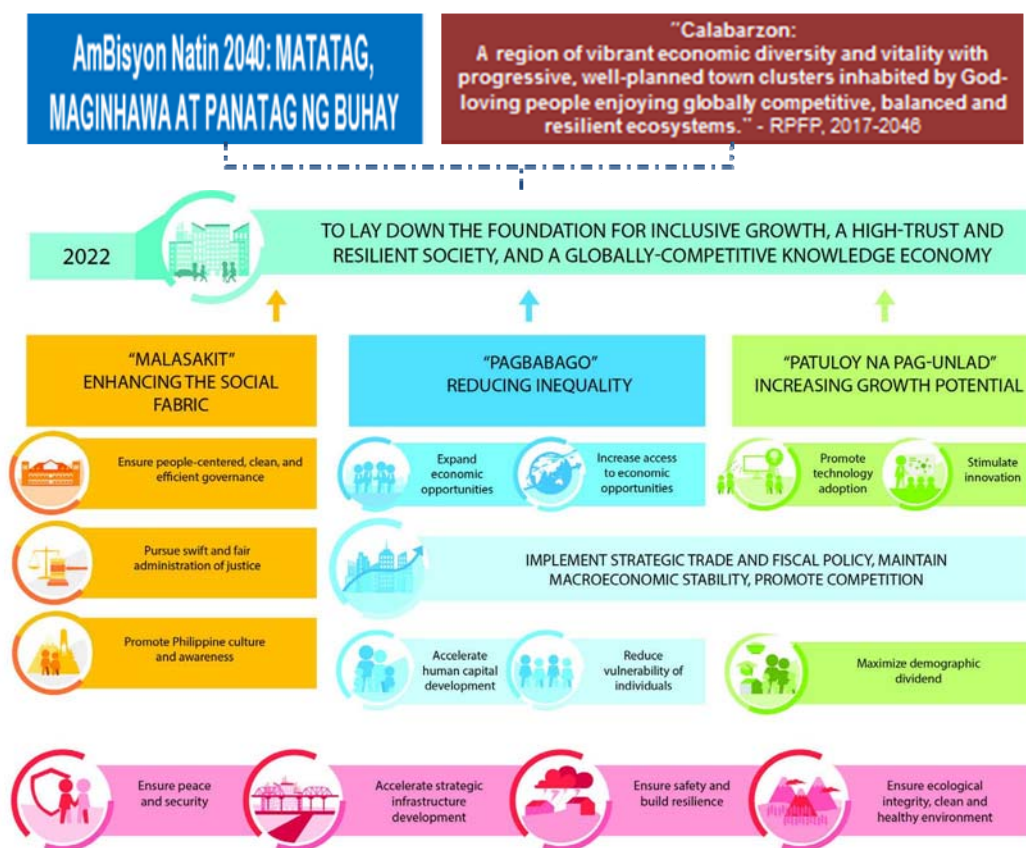 AmBisyon Natin 2040: MATATAG,
MAGINHAWA AT PANATAG NG BUHAY
"Calabarzon:
A region of vibrant economic diversity and vitality with
progressive, well-planned town clusters inhabited by God-
loving people enjoying globally competitive, balanced and
resilient ecosystems." - RPFP, 2017-2046
2022
TO LAY DOWN THE FOUNDATION FOR INCLUSIVE GROWTH, A HIGH-TRUST AND
RESILIENT SOCIETY, AND A GLOBALLY-COMPETITIVE KNOWLEDGE ECONOMY
"MALASAKIT"
ENHANCING THE SOCIAL
FABRIC
"PAGBABAGO"
REDUCING INEQUALITY
"PATULOY NA PAG-UNLAD"
INCREASING GROWTH POTENTIAL
Ensure people-centered, clean, and
efficient governance
Expand
economic
opportunities
Increase access
to economic
opportunities
Promote
technology
adoption
Stimulate
innovation
Pursue swift and fair
administration of justice
IMPLEMENT STRATEGIC TRADE AND FISCAL POLICY, MAINTAIN
MACROECONOMIC STABILITY, PROMOTE COMPETITION
Promote Philippine culture
and awareness
Accelerate
human capital
development
Reduce
vulnerability of
individuals
Maximize demographic
dividend
Ensure peace
and security
Accelerate strategic
infrastructure
development
Ensure safety and
build resilience
Ensure ecological
integrity, clean and
healthy environment